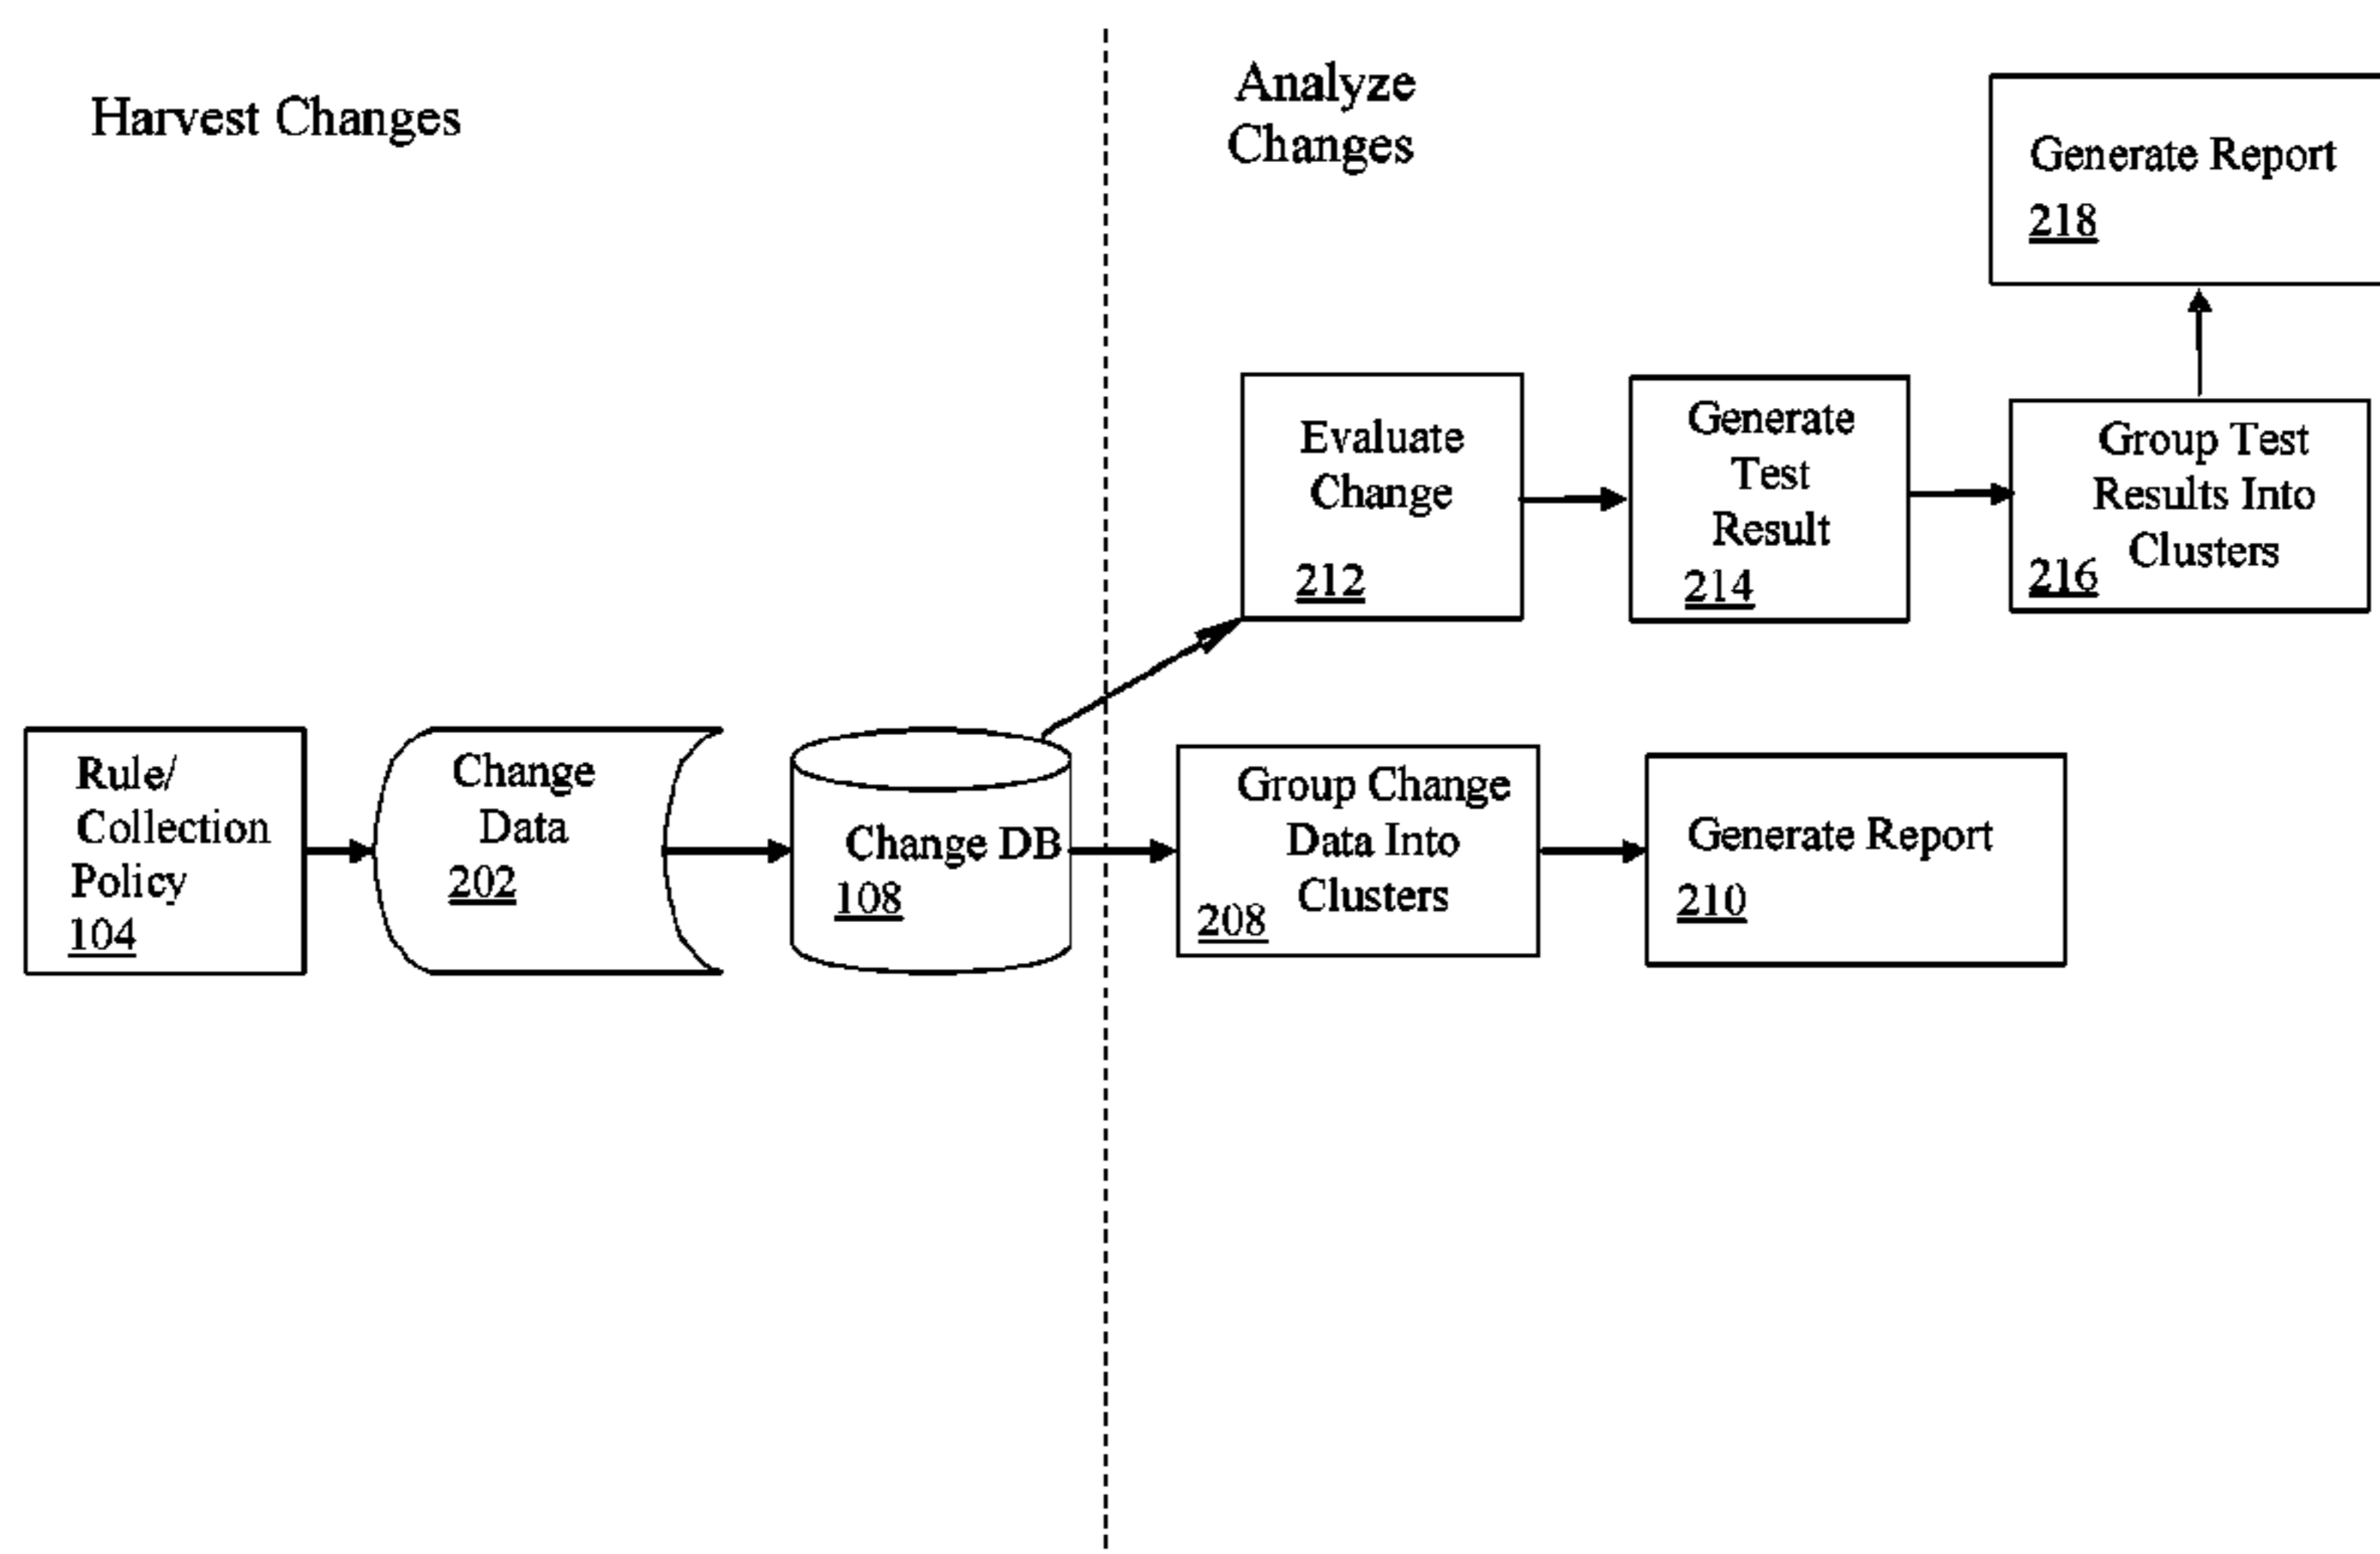 Harvest Changes
Analyze
Changes
Generate Report
218
Evaluate
Change
212
Generate
Test
Result
214
Group Test
Results Into
Clusters
216
Rule/
Collection
Policy
104
Change
Data
202
Change DB
108
Group Change
Data Into
Clusters
208
Generate Report
210